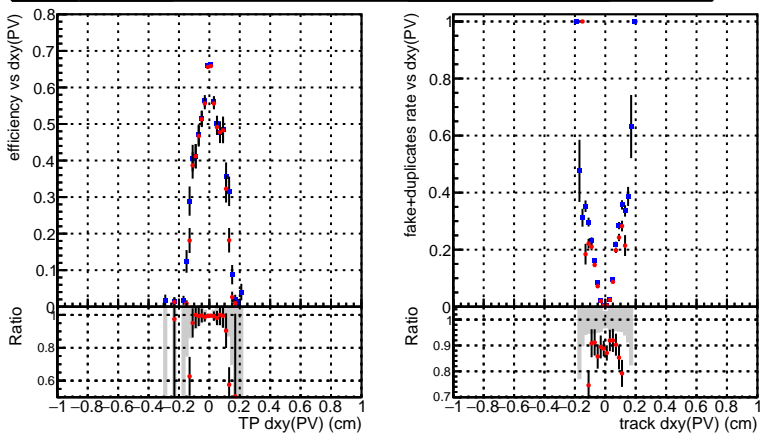 efficiency vs dxy(PV)
0.8
0.7
0.6
0.5
0.4
0.3
0.2
0.1
0
Ratio
1
0.8
0.6
−1 −0.8−0.6−0.4−0.2 0 0.2 0.4 0.6 0.8 1
TP dxy(PV) (cm)
fake+duplicates rate vs dxy(PV)
1
0.8
0.6
0.4
0.2
0
Ratio
1
0.9
0.8
0.7
−1 −0.8−0.6−0.4−0.2 0 0.2 0.4 0.6 0.8 1
track dxy(PV) (cm)